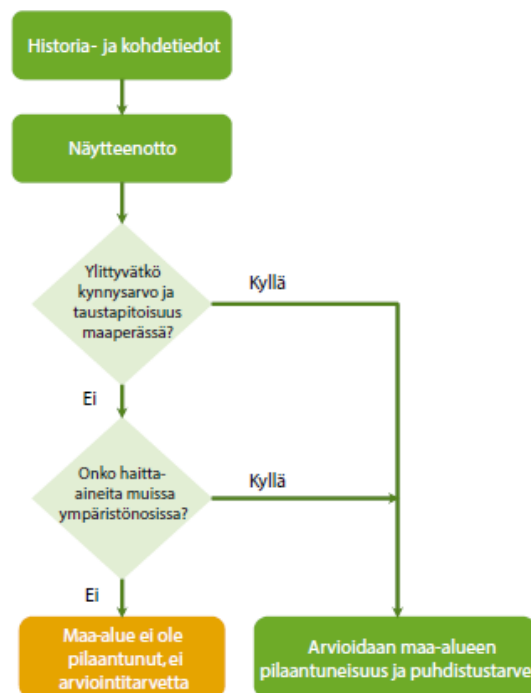 Historia- ja kohdetiedot
Näytteenotto
Ylittyvätkö
kynnysarvo ja
taustapitoisuus
maaperässä?
Kyllä
Ei
Onko haitta-
aineita muissa
ympäristönosissa?
Kyllä
Ei
Maa-alue ei ole
pilaantunut, ei
arviointitarvetta
Arvioidaan maa-alueen
pilaantuneisuus ja puhdistustarve